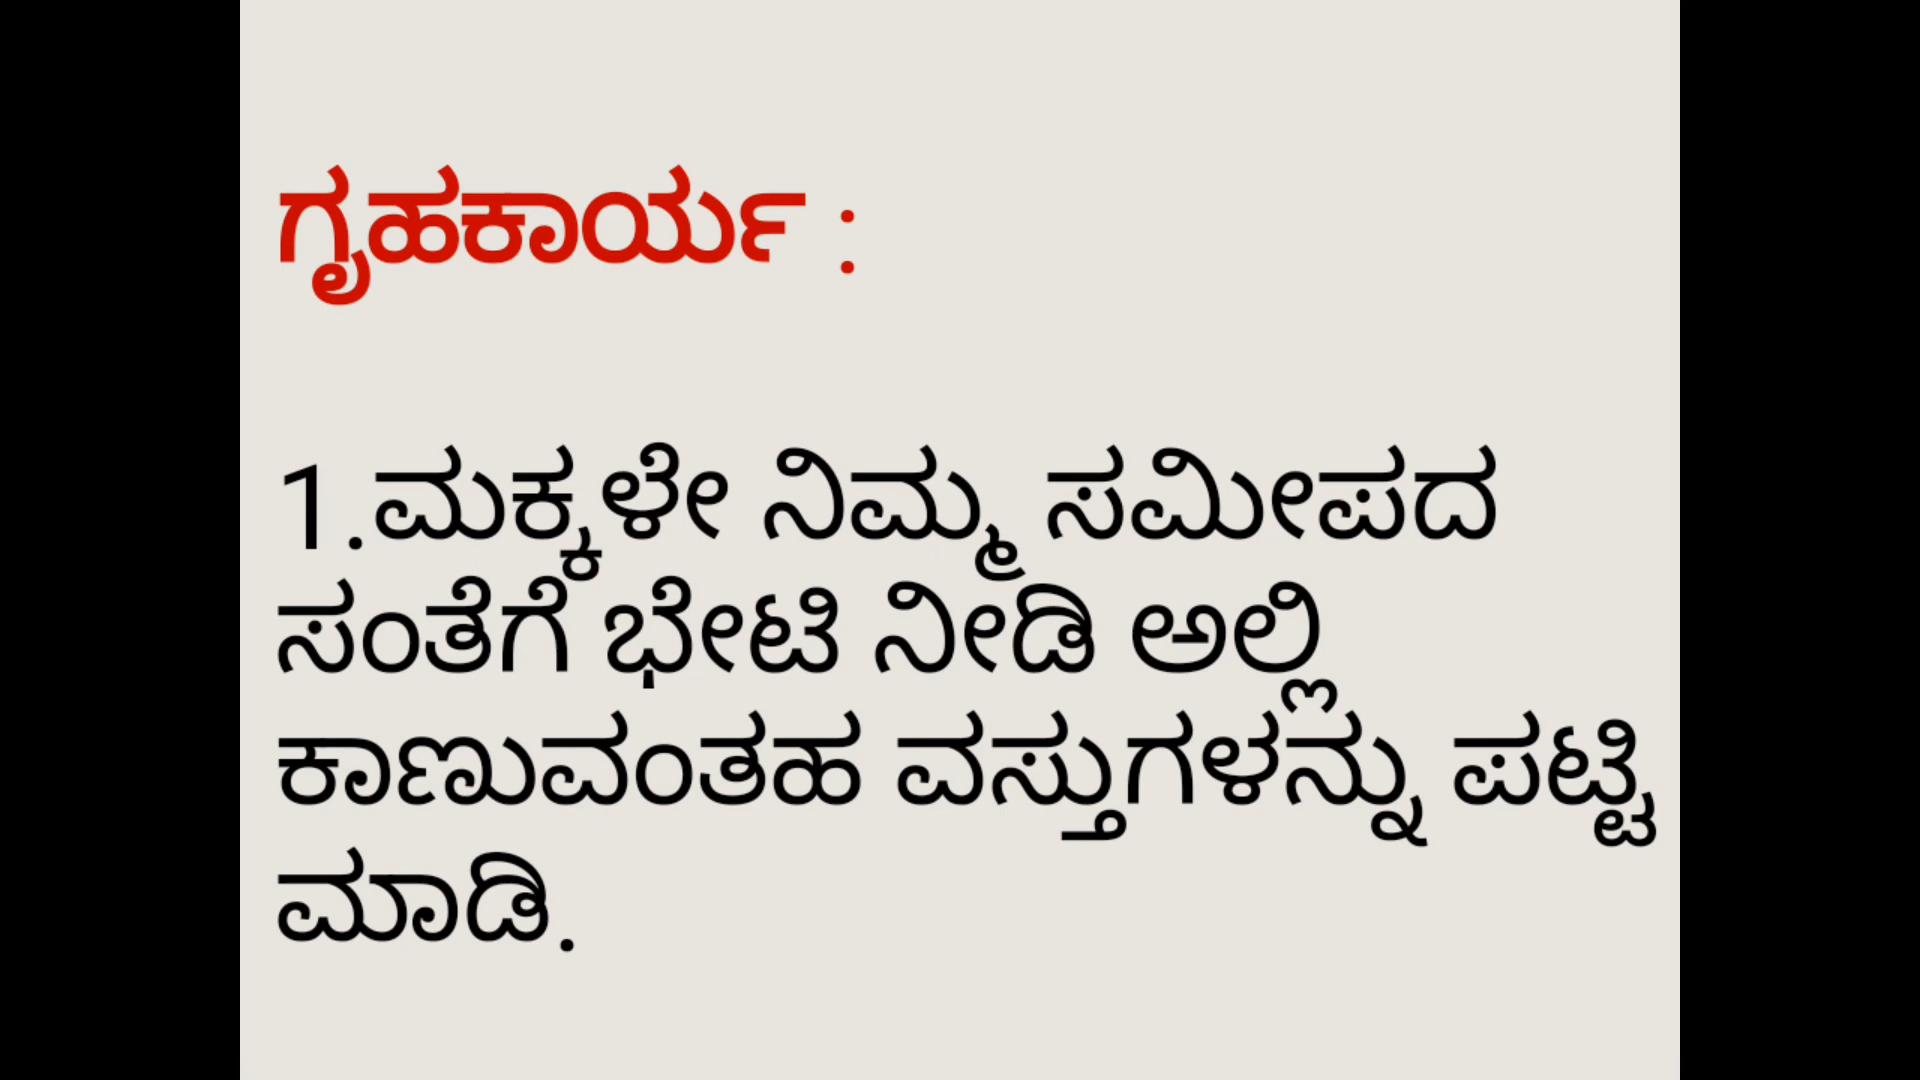 ಗೃಹಕಾರ್ಯ :
1.ಮಕ್ಕಳೇ ನಿಮ್ಮ ಸಮೀಪದ
ಸಂತೆಗೆ ಭೇಟಿ ನೀಡಿ ಅಲ್ಲಿ
ಕಾಣುವಂತಹ ವಸ್ತುಗಳನ್ನು ಪಟ್ಟಿ
ಮಾಡಿ.